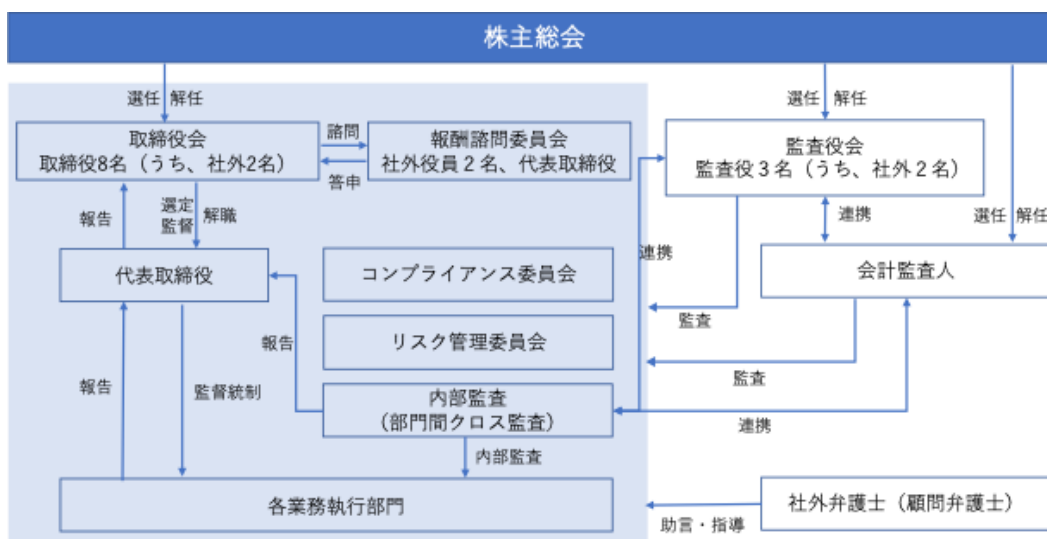 株主総会
選任 解任
選任 解任
取締役会
取締役8名（うち、社外2名）
諮問
答申
報酬諮問委員会
社外役員２名、代表取締役
監査役会
監査役３名（うち、社外２名）
報告
選定
監督
解職
連携
選任 解任
連携
代表取締役
コンプライアンス委員会
会計監査人
監査
リスク管理委員会
報告
監査
報告
監督統制
内部監査
（部門間クロス監査）
連携
内部監査
各業務執行部門
社外弁護士（顧問弁護士）
助言・指導